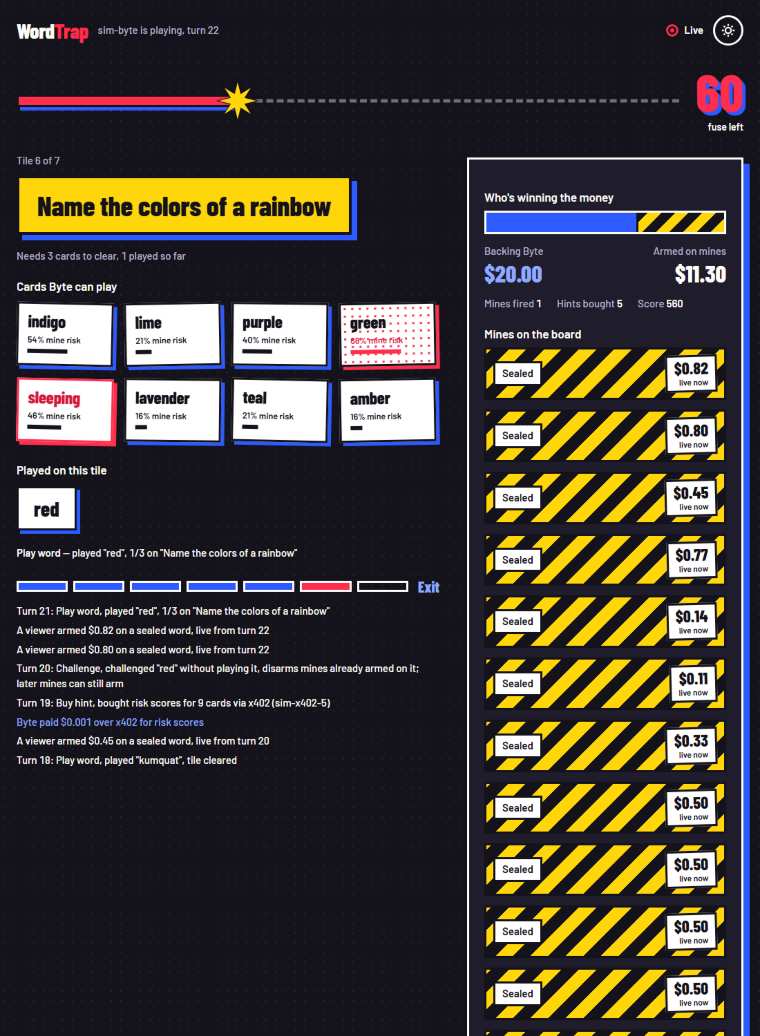 WordTrap sim-byte is playing, turn 22
Live
60
fuse left
Tile 6 of 7
Name the colors of a rainbow
Needs 3 cards to clear, 1 played so far
Cards Byte can play
indigo
54% mine risk
lime
21% mine risk
purple
40% mine risk
green
68% mine risk
sleeping
46% mine risk
lavender
16% mine risk
teal
21% mine risk
amber
16% mine risk
Played on this tile
red
Play word – played "red", 1/3 on "Name the colors of a rainbow"
Exit
Turn 21: Play word, played "red", 1/3 on "Name the colors of a rainbow"
A viewer armed $0.82 on a sealed word, live from turn 22
A viewer armed $0.80 on a sealed word, live from turn 22
Turn 20: Challenge, challenged "red" without playing it, disarms mines already armed on it;
later mines can still arm
Turn 19: Buy hint, bought risk scores for 9 cards via x402 (sim-x402-5)
Byte paid $0.001 over x402 for risk scores
A viewer armed $0.45 on a sealed word, live from turn 20
Turn 18: Play word, played "kumquat", tile cleared
Who's winning the money
Backing Byte Armed on mines
$20.00 $11.30
Mines fired 1 Hints bought 5 Score 560
Mines on the board
Sealed
$0.82
live now
Sealed
$0.80
live now
Sealed
$0.45
live now
Sealed
$0.77
live now
Sealed
$0.14
live now
Sealed
$0.11
live now
Sealed
$0.33
live now
Sealed
$0.50
live now
Sealed
$0.50
live now
Sealed
$0.50
live now
Sealed
$0.50
live now